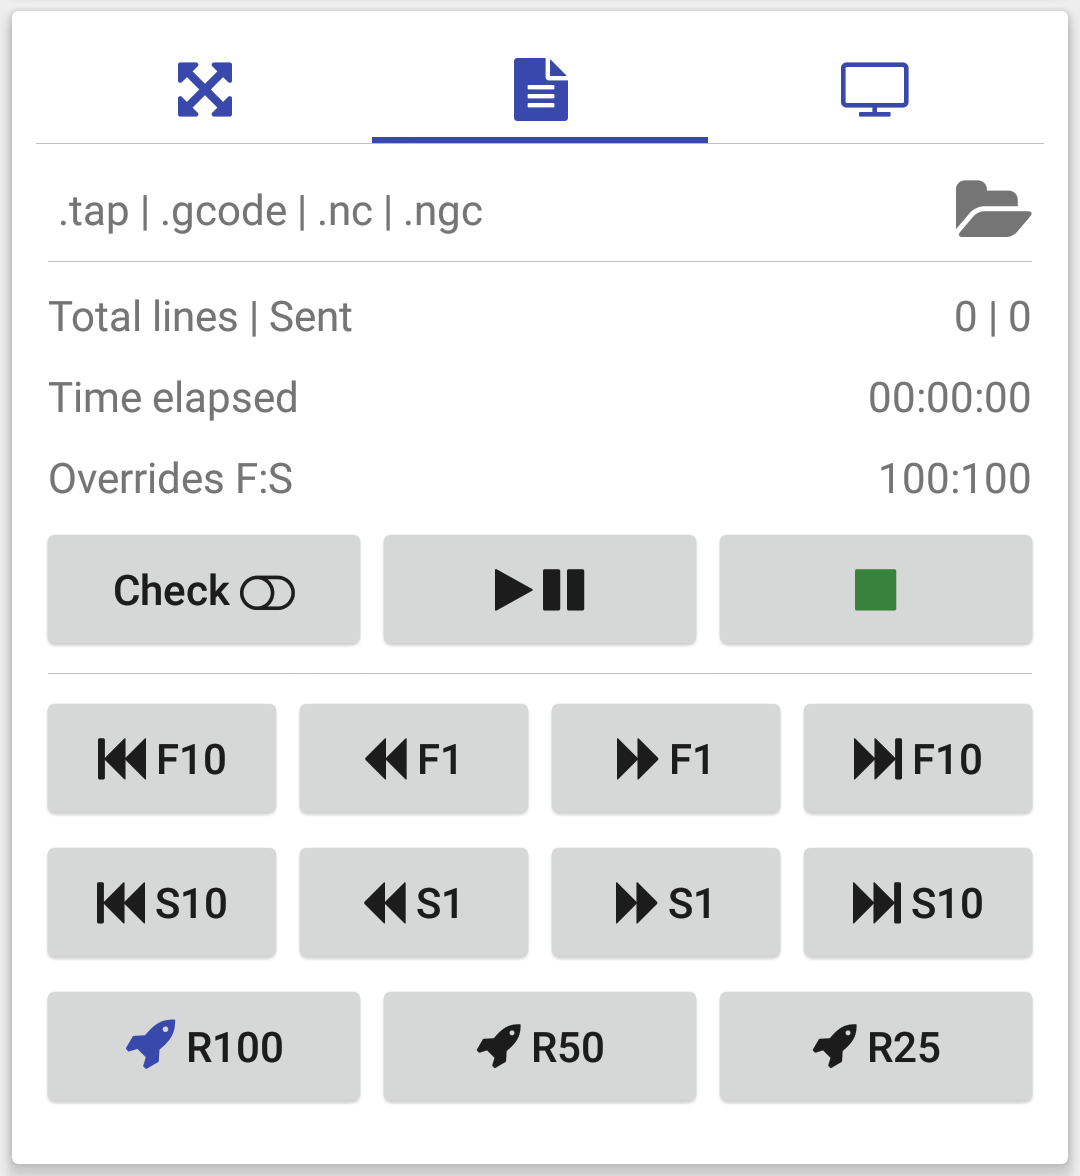 .tap | .gcode | .nc | .ngc
Total lines | Sent 0 | 0
Time elapsed 00:00:00
Overrides F:S 100:100
Check
F10 F1 F1 F10
S10 S1 S1 S10
R100 R50 R25